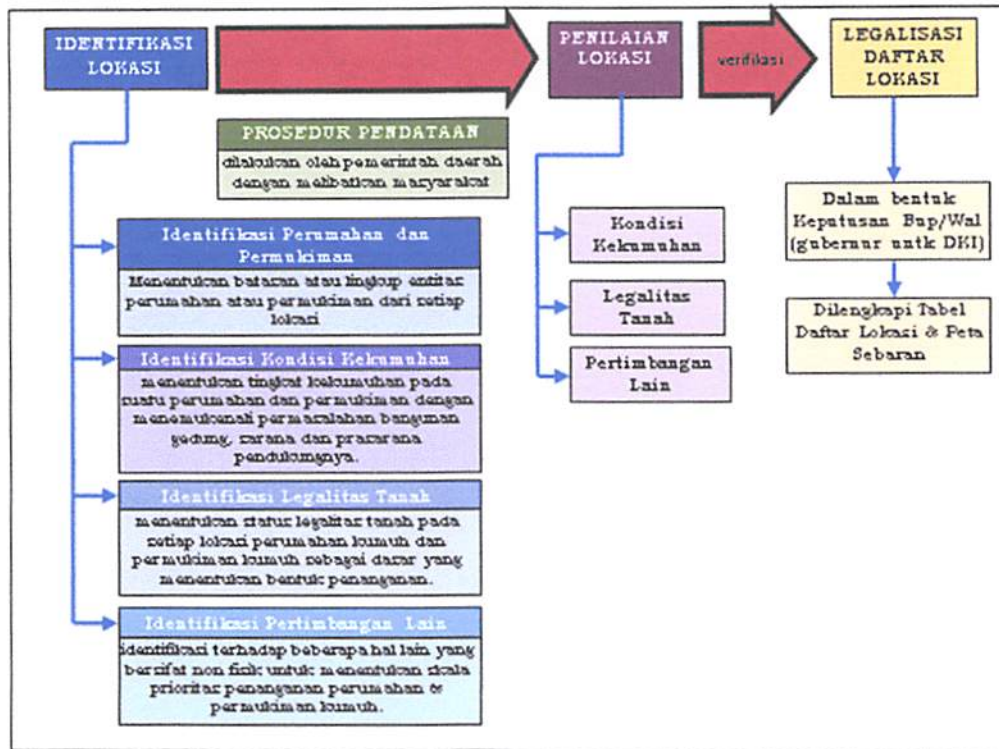 IDENTIFIKASI
LOKASI
PENILAIAN
LOKASI
verifikasi
LEGALISASI
DAFTAR
LOKASI
PROSEDUR PENDATAAN
dilakukan oleh pemerintah daerah
dengan melibatkan masyarakat
Identifikasi Perumahan dan
Permukiman
Menentukan batasan atau lingkup entitas
perumahan atau permukiman dari setiap
lokasi
Identifikasi Kondisi Kekumuhan
menentukan tingkat kekumuhan pada
suatu perumahan dan permukiman dengan
menemukenali permasalahan bangunan
gedung, sarana dan prasarana
pendukungnya.
Identifikasi Legalitas Tanah
menentukan status legalitas tanah pada
setiap lokasi perumahan kumuh dan
permukiman kumuh sebagai dasar yang
menentukan bentuk penanganan.
Identifikasi Pertimbangan Lain
identifikasi terhadap beberapa hal lain yang
bersifat non fisik untuk menentukan skala
prioritas penanganan perumahan &
permukiman kumuh.
Kondisi
Kekumuhan
Legalitas
Tanah
Pertimbangan
Lain
Dalam bentuk
Keputusan Bup/Wal
(gubernur untk DKI)
Dilengkapi Tabel
Daftar Lokasi & Peta
Sebaran